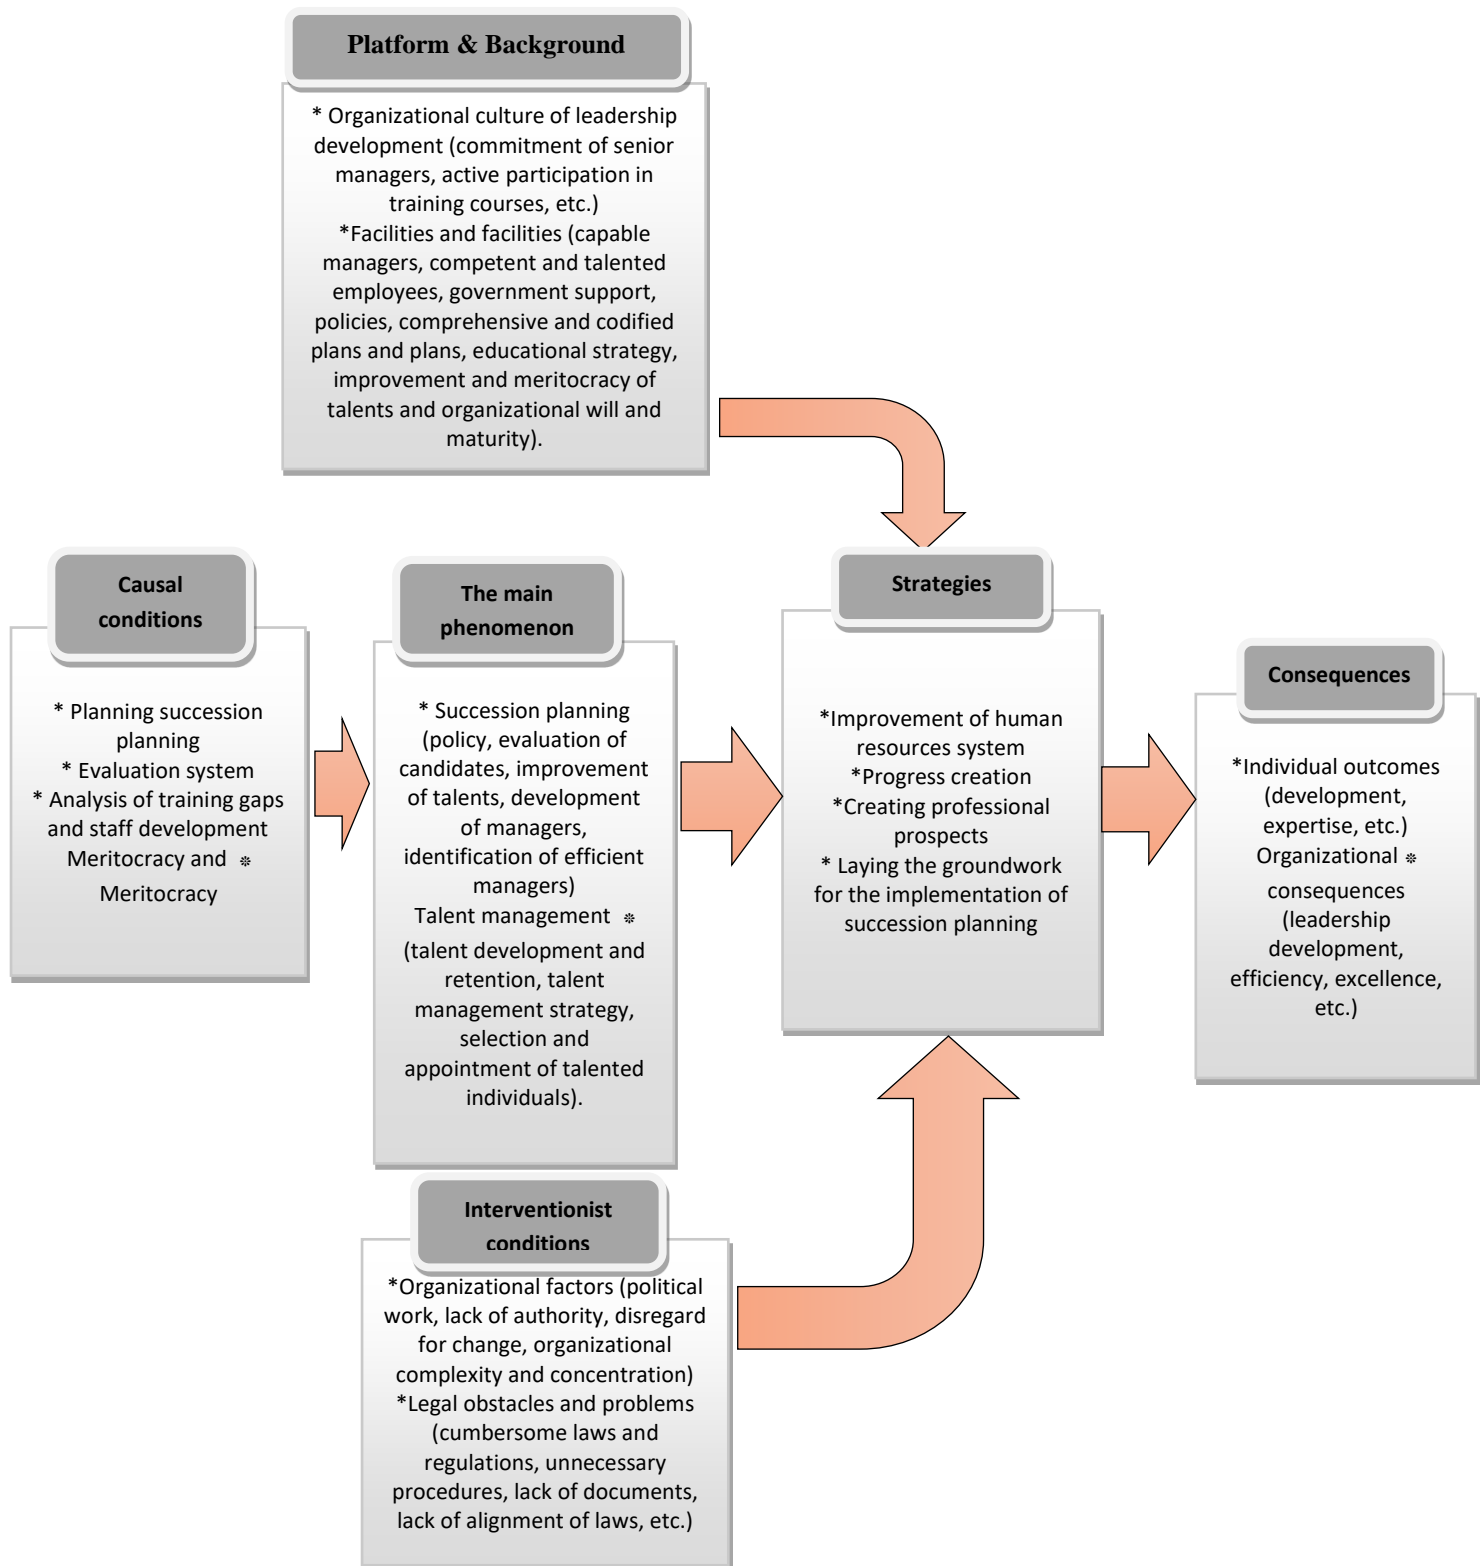 Platform & Background
* Organizational culture of leadership
development (commitment of senior
managers, active participation in
training courses, etc.)
*Facilities and facilities (capable
managers, competent and talented
employees, government support,
policies, comprehensive and codified
plans and plans, educational strategy,
improvement and meritocracy of
talents and organizational will and
maturity).
Causal
conditions
* Planning succession
planning
* Evaluation system
* Analysis of training gaps
and staff development
Meritocracy and *
Meritocracy
The main
phenomenon
* Succession planning
(policy, evaluation of
candidates, improvement
of talents, development
of managers,
identification of efficient
managers)
Talent management *
(talent development and
retention, talent
management strategy,
selection and
appointment of talented
individuals).
Strategies
*Improvement of human
resources system
*Progress creation
*Creating professional
prospects
* Laying the groundwork
for the implementation of
succession planning
Consequences
*Individual outcomes
(development,
expertise, etc.)
Organizational *
consequences
(leadership
development,
efficiency, excellence,
etc.)
Interventionist
conditions
*Organizational factors (political
work, lack of authority, disregard
for change, organizational
complexity and concentration)
*Legal obstacles and problems
(cumbersome laws and
regulations, unnecessary
procedures, lack of documents,
lack of alignment of laws, etc.)